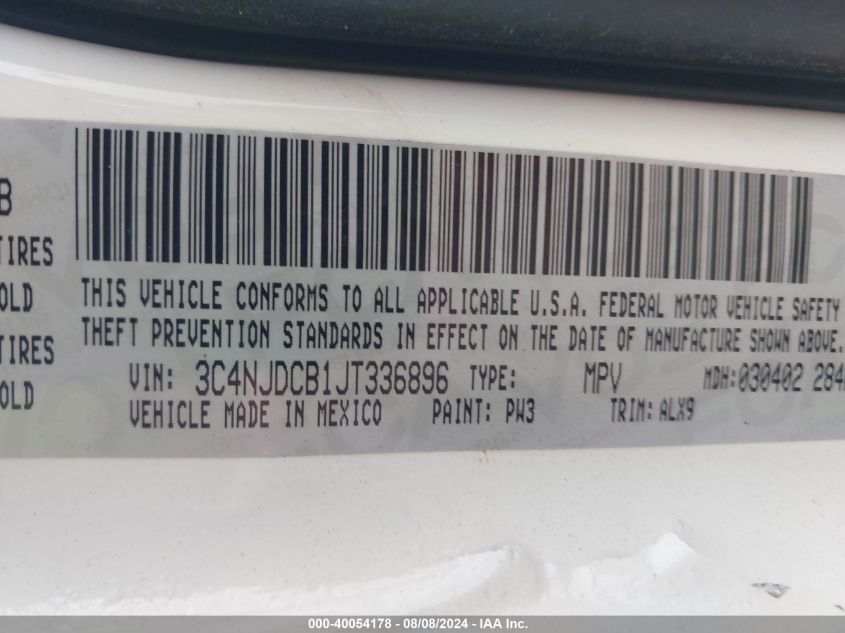 B
TIRES
OLD
TIRES
OLD
THIS VEHICLE CONFORMS TO ALL APPLICABLE U.S.A. FEDERAL MOTOR VEHICLE SAFETY
THEFT PREVENTION STANDARDS IN EFFECT ON THE DATE OF MANUFACTURE SHOWN ABOVE.
VIN: 3C4NJDCB1JT336896 TYPE: MPV MDH:030402 284
VEHICLE MADE IN MEXICO PAINT: PW3 TRIM: ALX9
000-40054178 - 08/08/2024 - IAA Inc.